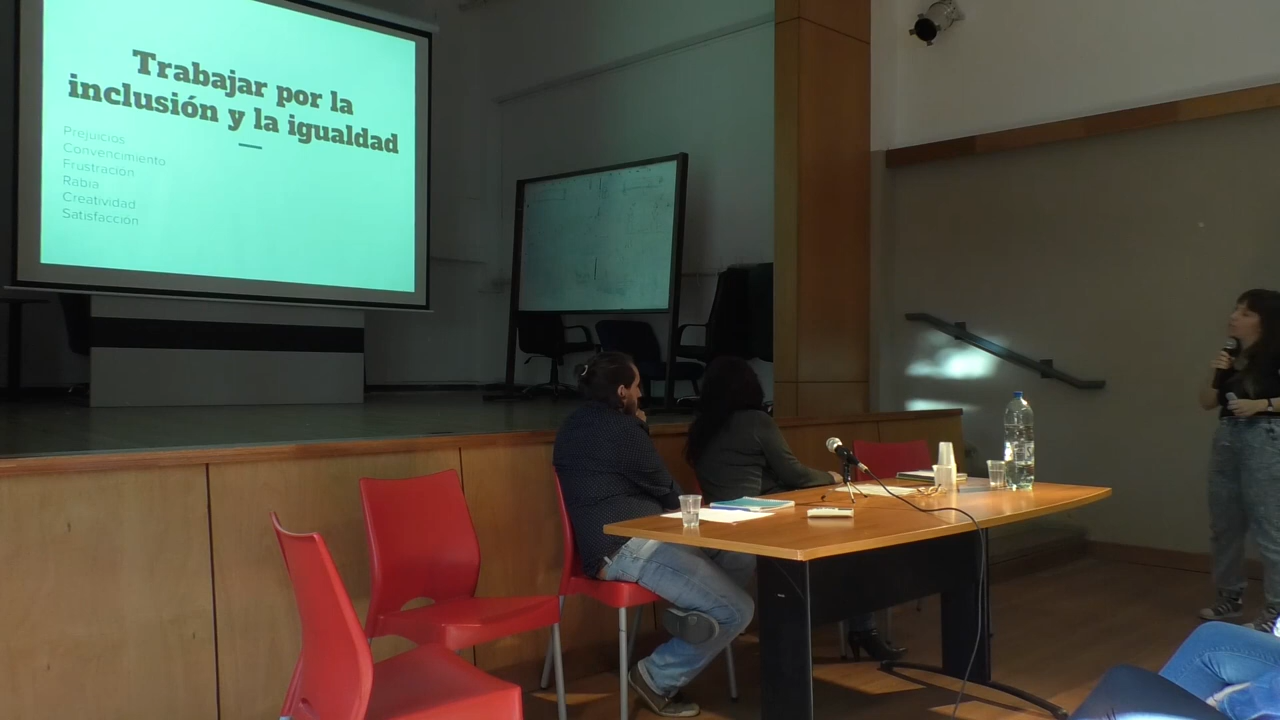 Trabajar por la
inclusión y la igualdad
Prejuicios
Convencimiento
Frustración
Rabia
Creatividad
Satisfacción